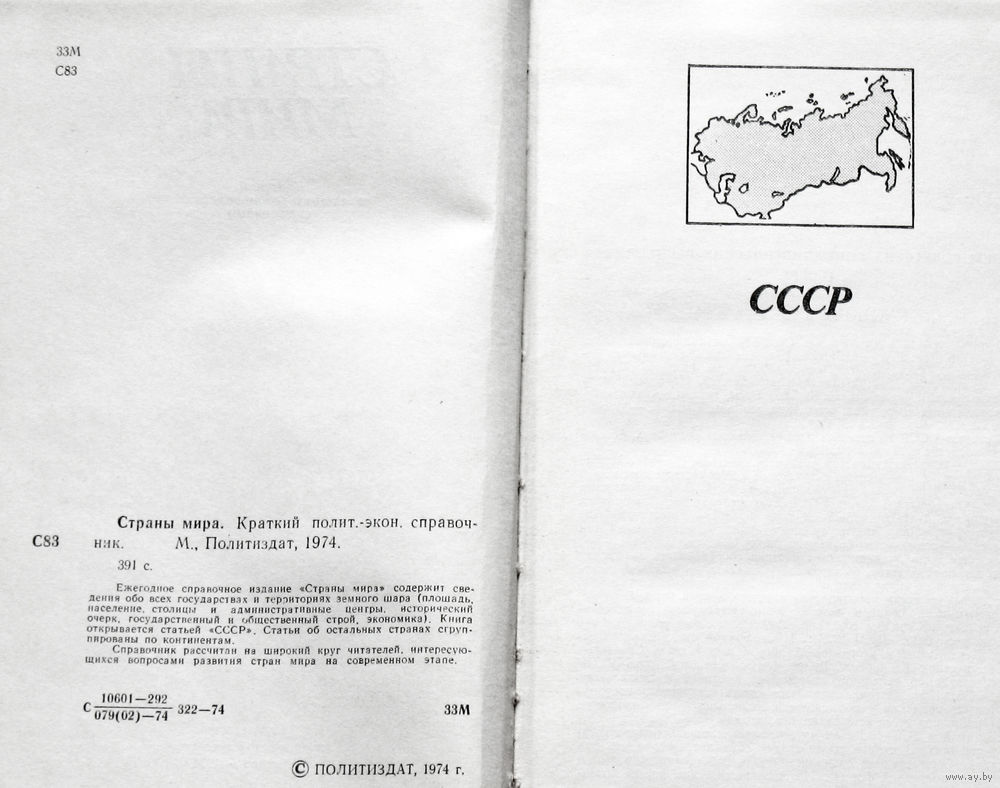 33М
С83
Страны мира. Краткий полит.-экон. справоч-
С83 ник. М., Политиздат, 1974.
391 с.
Ежегодное справочное издание «Страны мира» содержит све-
дения обо всех государствах и территориях земного шара (площадь,
население, столицы и административные центры, исторический
очерк, государственный и общественный строй, экономика). Книга
открывается статьей «СССР». Статьи об остальных странах сгруп-
пированы по континентам.
Справочник рассчитан на широкий круг читателей, интересую-
щихся вопросами развития стран мира на современном этапе.
С 10601—292
079(02)—74 322—74 33М
© ПОЛИТИЗДАТ, 1974 г.
СССР
www.ay.by